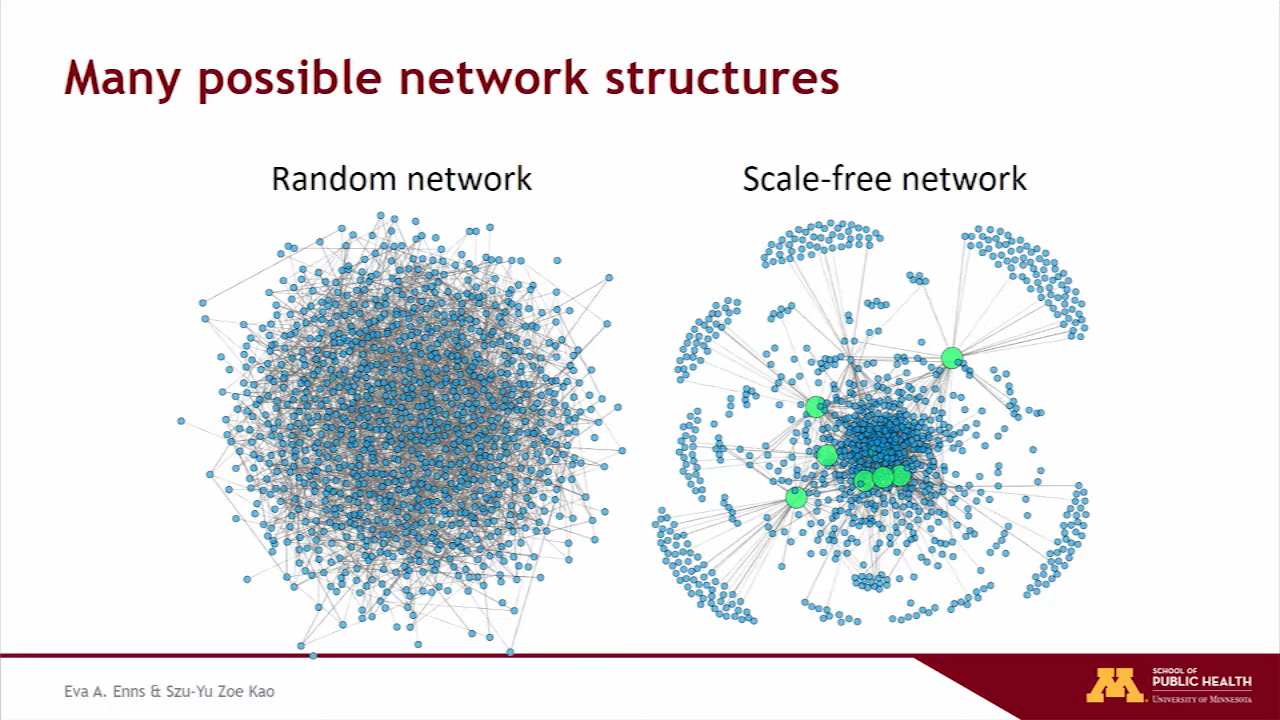 Many possible network structures
Random network
Scale-free network
Eva A. Enns & Szu-Yu Zoe Kao
M
SCHOOL OF
PUBLIC HEALTH
UNIVERSITY OF MINNESOTA